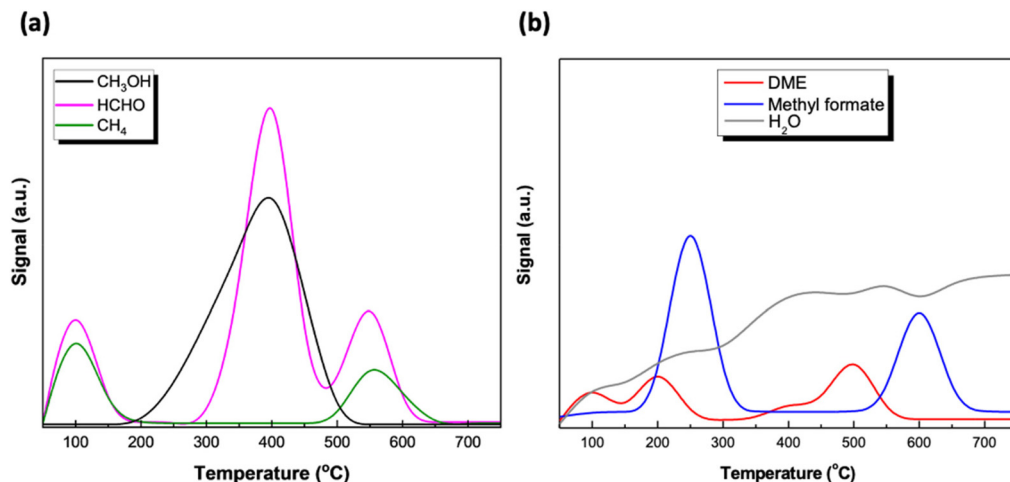 (a)
CH₃OH
HCHO
CH₄
Signal (a.u.)
100 200 300 400 500 600 700
Temperature (°C)
(b)
DME
Methyl formate
H₂O
Signal (a.u.)
100 200 300 400 500 600 700
Temperature (°C)